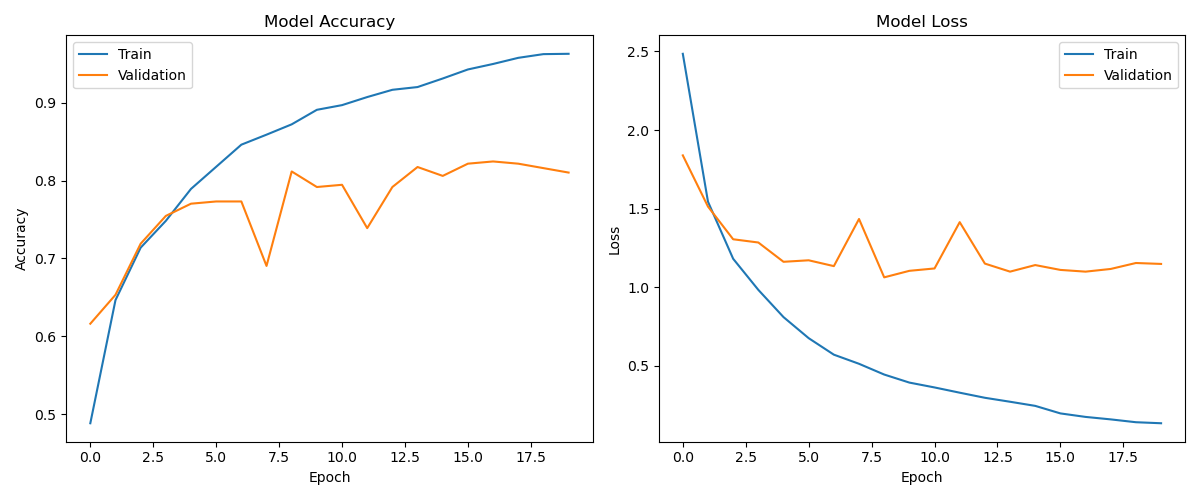 Model Accuracy
Train
Validation
0.9
0.8
0.7
0.6
0.5
Accuracy
0.0 2.5 5.0 7.5 10.0 12.5 15.0 17.5
Epoch
Model Loss
Train
Validation
2.5
2.0
1.5
1.0
0.5
Loss
0.0 2.5 5.0 7.5 10.0 12.5 15.0 17.5
Epoch